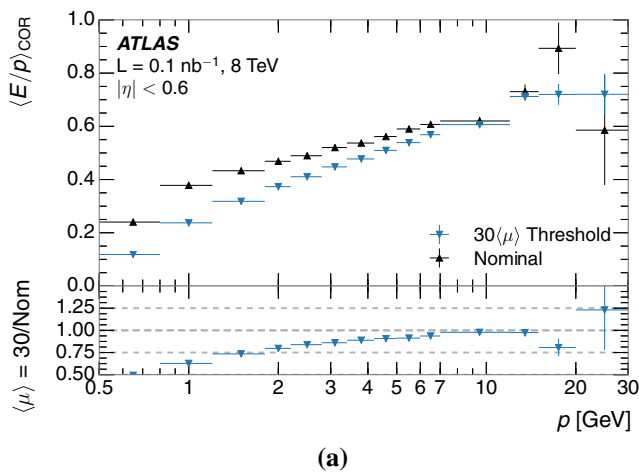 ⟨E/p⟩COR
ATLAS
L = 0.1 nb⁻¹, 8 TeV
|η| < 0.6
1.0
0.8
0.6
0.4
0.2
0.0
30⟨μ⟩ Threshold
Nominal
⟨μ⟩ = 30/Nom
1.25
1.00
0.75
0.50
0.5 1 2 3 4 5 6 7 10 20 30
p [GeV]
(a)